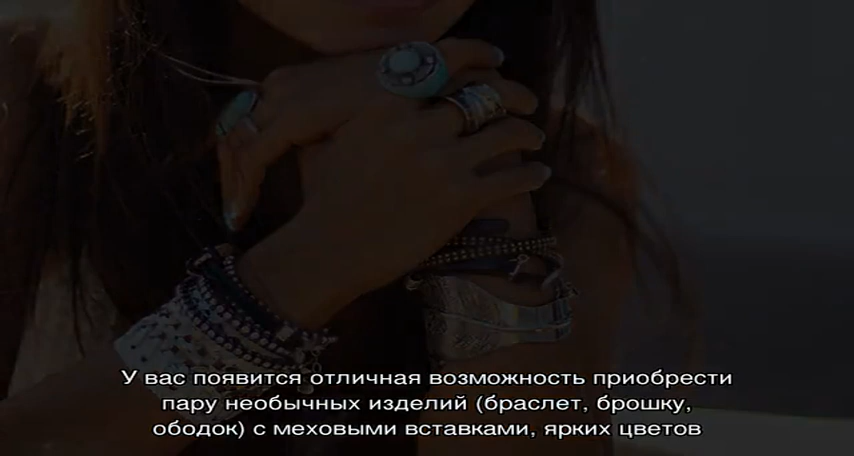 У вас появится отличная возможность приобрести
пару необычных изделий (браслет, брошку,
ободок) с меховыми вставками, ярких цветов